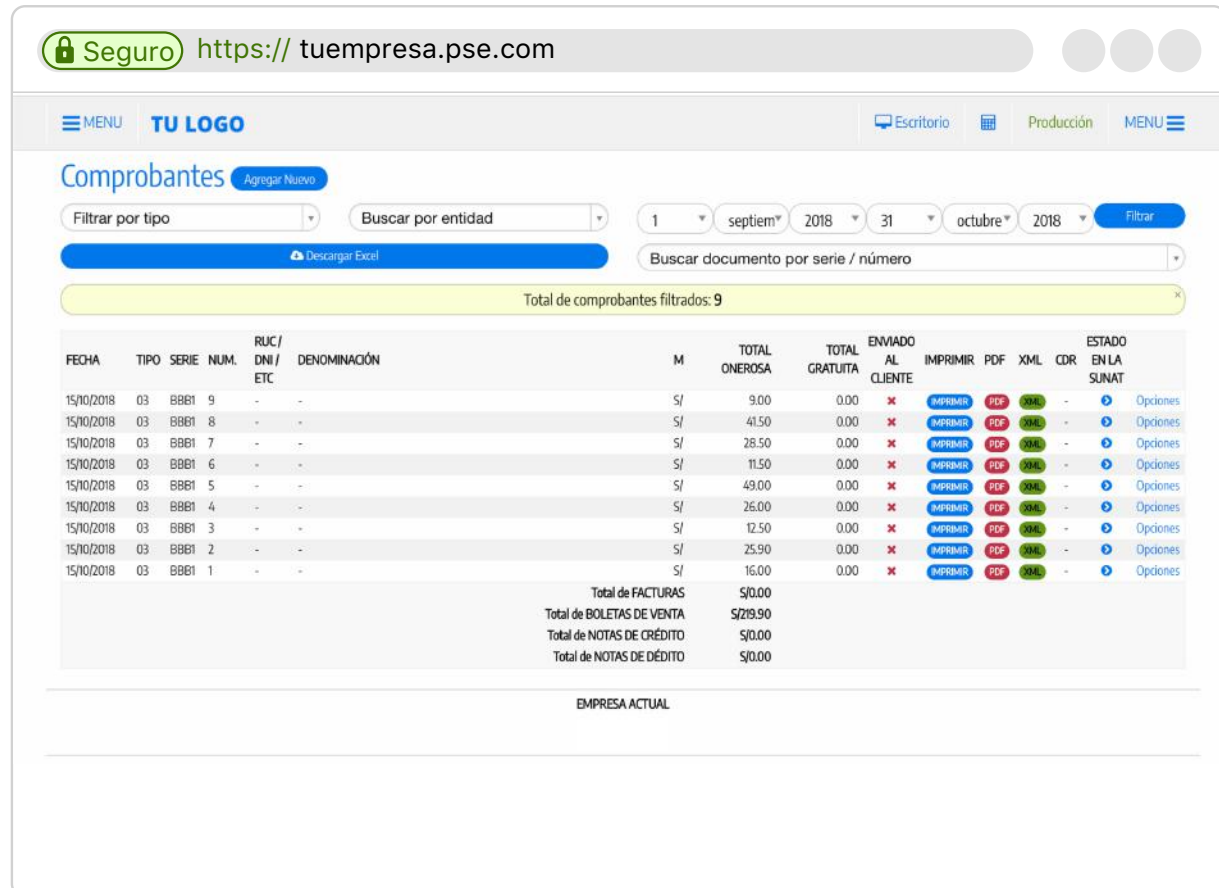 Seguro https:// tuempresa.pse.com
MENU TU LOGO Escritorio Producción MENU
Comprobantes Agregar Nuevo
Filtrar por tipo Buscar por entidad 1 septiem 2018 31 octubre 2018 Filtrar
Descargar Excel Buscar documento por serie / número
Total de comprobantes filtrados: 9 ×
FECHA TIPO SERIE NUM. RUC / DNI / ETC DENOMINACIÓN M TOTAL ONEROSA TOTAL GRATUITA ENVIADO AL CLIENTE IMPRIMIR PDF XML CDR ESTADO EN LA SUNAT
15/10/2018 03 BBB1 9 - - S/ 9.00 0.00 IMPRIMIR PDF XML - Opciones
15/10/2018 03 BBB1 8 - - S/ 41.50 0.00 IMPRIMIR PDF XML - Opciones
15/10/2018 03 BBB1 7 - - S/ 28.50 0.00 IMPRIMIR PDF XML - Opciones
15/10/2018 03 BBB1 6 - - S/ 11.50 0.00 IMPRIMIR PDF XML - Opciones
15/10/2018 03 BBB1 5 - - S/ 49.00 0.00 IMPRIMIR PDF XML - Opciones
15/10/2018 03 BBB1 4 - - S/ 26.00 0.00 IMPRIMIR PDF XML - Opciones
15/10/2018 03 BBB1 3 - - S/ 12.50 0.00 IMPRIMIR PDF XML - Opciones
15/10/2018 03 BBB1 2 - - S/ 25.90 0.00 IMPRIMIR PDF XML - Opciones
15/10/2018 03 BBB1 1 - - S/ 16.00 0.00 IMPRIMIR PDF XML - Opciones
Total de FACTURAS S/0.00
Total de BOLETAS DE VENTA S/219.90
Total de NOTAS DE CRÉDITO S/0.00
Total de NOTAS DE DÉDITO S/0.00
EMPRESA ACTUAL